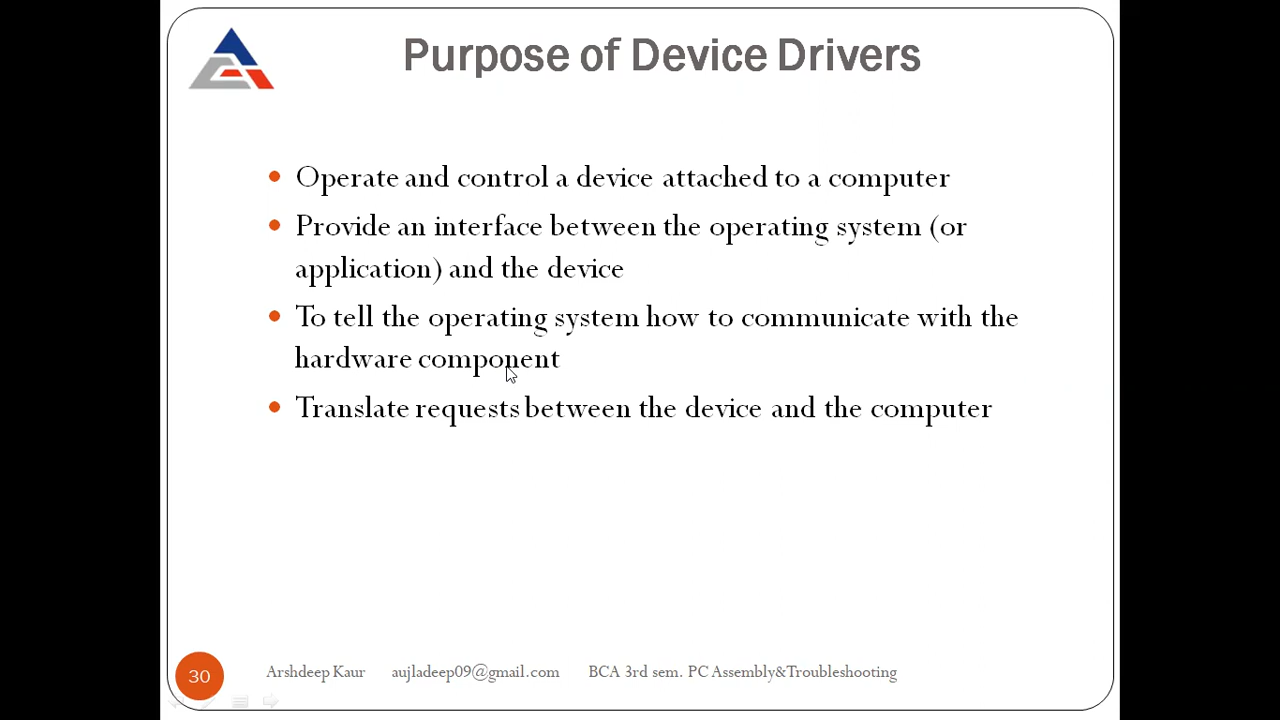 Purpose of Device Drivers
Operate and control a device attached to a computer
Provide an interface between the operating system (or
application) and the device
To tell the operating system how to communicate with the
hardware component
Translate requests between the device and the computer
30
Arshdeep Kaur aujladeep09@gmail.com BCA 3rd sem. PC Assembly&Troubleshooting